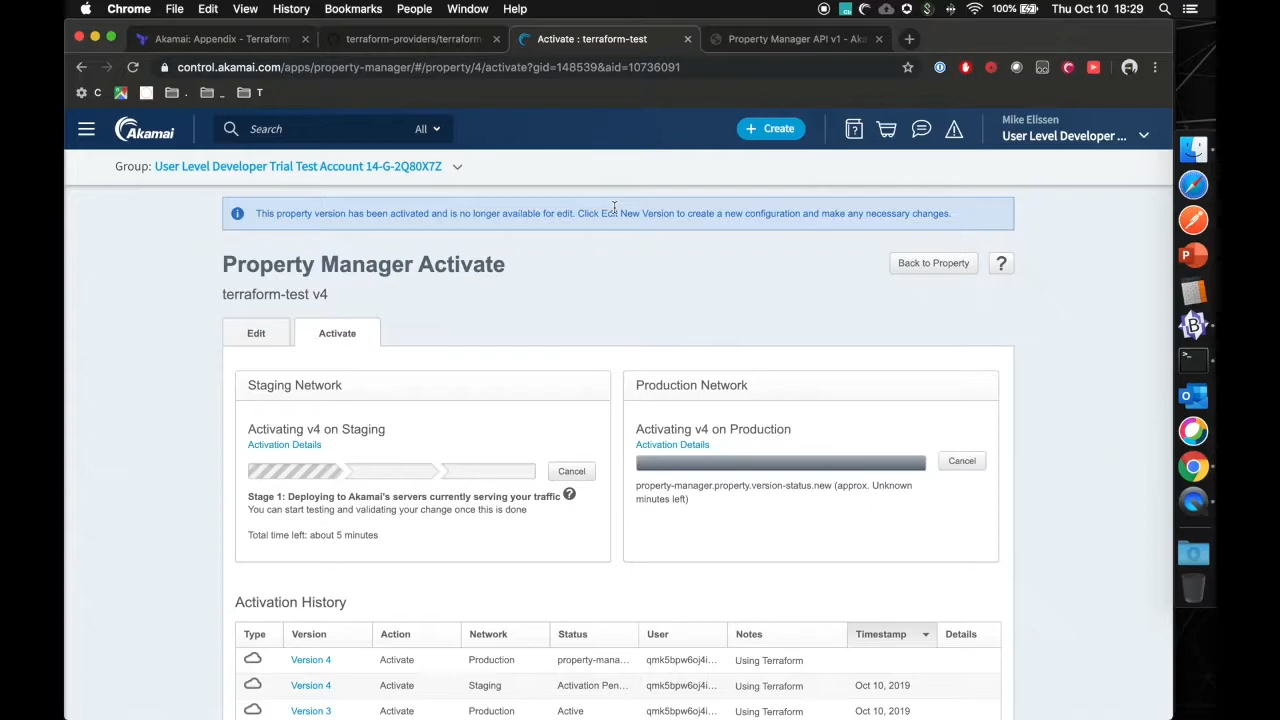 Chrome File Edit View History Bookmarks People Window Help 100% Thu Oct 10 18:29
Akamai: Appendix - Terraform
terraform-providers/terraform
Activate : terraform-test
Property Manager API v1 - Aka
control.akamai.com/apps/property-manager/#/property/4/activate?gid=148539&aid=10736091
C . _ T
Akamai Search All + Create
Mike Elissen
User Level Developer ...
Group: User Level Developer Trial Test Account 14-G-2Q80X7Z
This property version has been activated and is no longer available for edit. Click Edit New Version to create a new configuration and make any necessary changes.
Property Manager Activate
Back to Property ?
terraform-test v4
Edit Activate
Staging Network
Activating v4 on Staging
Activation Details
Cancel
Stage 1: Deploying to Akamai's servers currently serving your traffic ?
You can start testing and validating your change once this is done
Total time left: about 5 minutes
Production Network
Activating v4 on Production
Activation Details
Cancel
property-manager.property.version-status.new (approx. Unknown
minutes left)
Activation History
Type Version Action Network Status User Notes Timestamp Details
Version 4 Activate Production property-mana... qmk5bpw6oj4i... Using Terraform
Version 4 Activate Staging Activation Pen... qmk5bpw6oj4i... Using Terraform Oct 10, 2019
Version 3 Activate Production Active qmk5bpw6oj4i... Using Terraform Oct 10, 2019